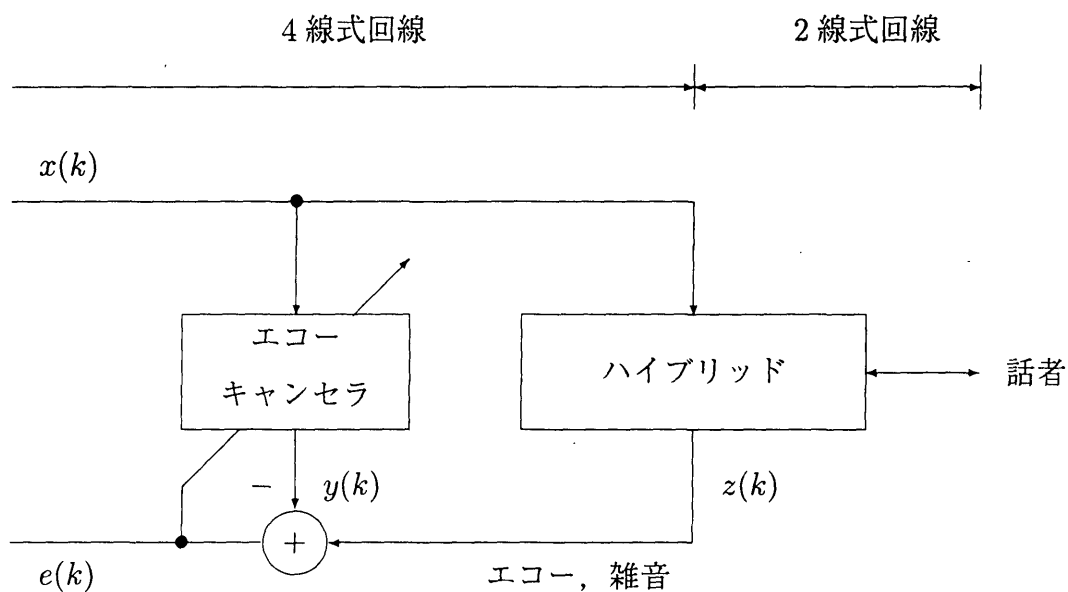 4 線式回線
2 線式回線
x(k)
エコー
キャンセラ
ハイブリッド
話者
− y(k)
z(k)
+
e(k)
エコー，雑音